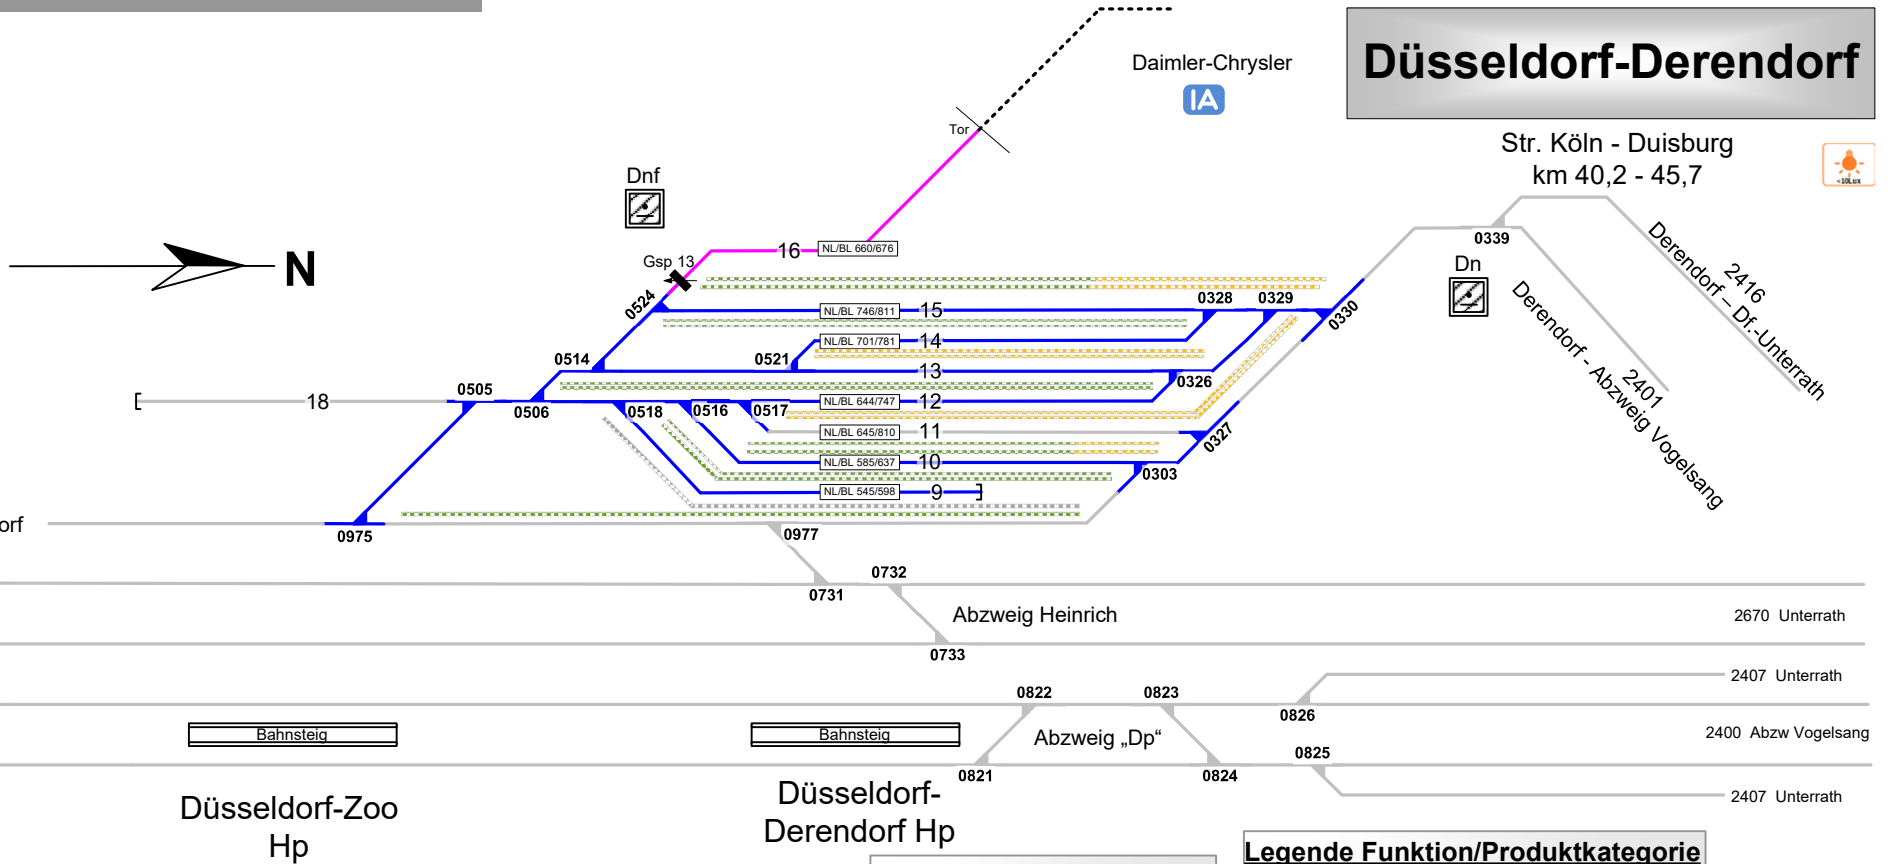 Düsseldorf-Derendorf
Daimler-Chrysler
IA
Tor
Str. Köln - Duisburg
km 40,2 - 45,7
<10Lux
Dnf
N
Gsp 13
16
NL/BL 660/676
0339
Dn
2416
Derendorf – Df.-Unterrath
2401
Derendorf - Abzweig Vogelsang
0524
NL/BL 746/811
15
0328
0329
0330
NL/BL 701/781
14
0514
0521
13
0326
18
0505
0506
0518
0516
0517
NL/BL 644/747
12
NL/BL 645/810
11
0327
NL/BL 585/637
10
0303
NL/BL 545/598
9
orf
0975
0977
0732
0731
Abzweig Heinrich
2670 Unterrath
0733
2407 Unterrath
0822
0823
0826
Bahnsteig
Bahnsteig
Abzweig „Dp“
2400 Abzw Vogelsang
0825
0821
0824
2407 Unterrath
Düsseldorf-Zoo
Hp
Düsseldorf-
Derendorf Hp
Legende Funktion/Produktkategorie